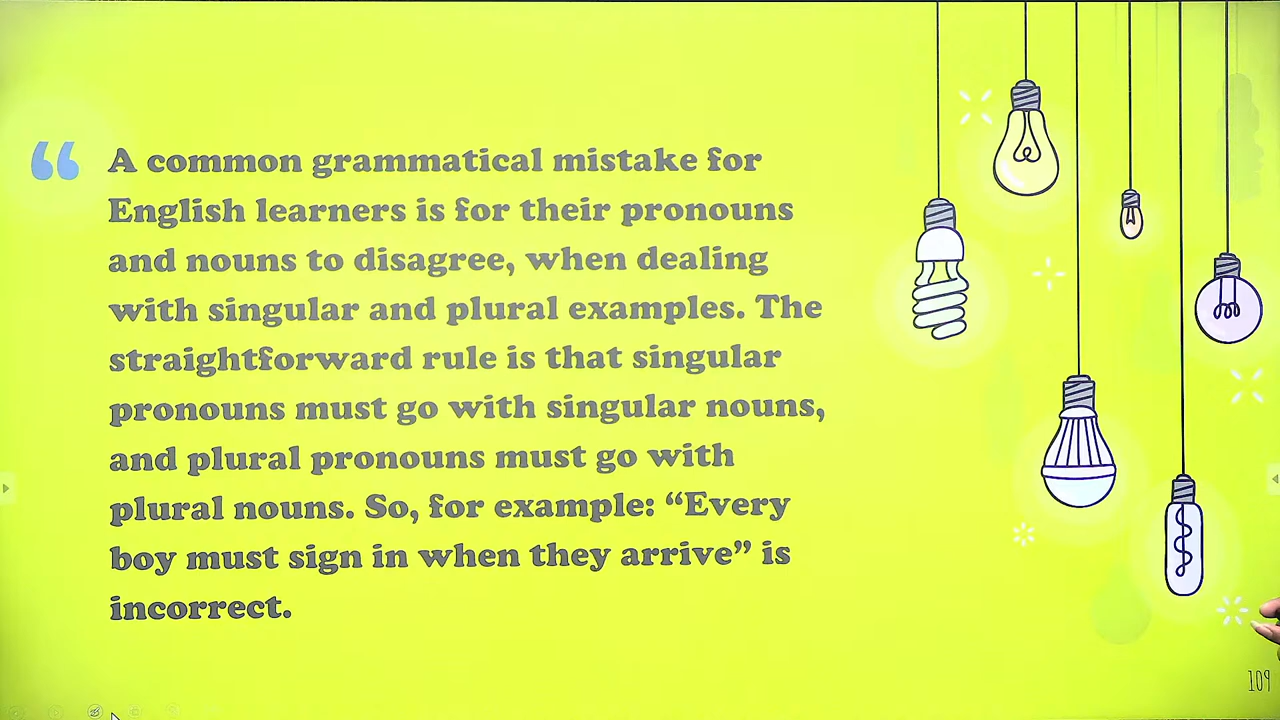 “
A common grammatical mistake for
English learners is for their pronouns
and nouns to disagree, when dealing
with singular and plural examples. The
straightforward rule is that singular
pronouns must go with singular nouns,
and plural pronouns must go with
plural nouns. So, for example: “Every
boy must sign in when they arrive” is
incorrect.
109